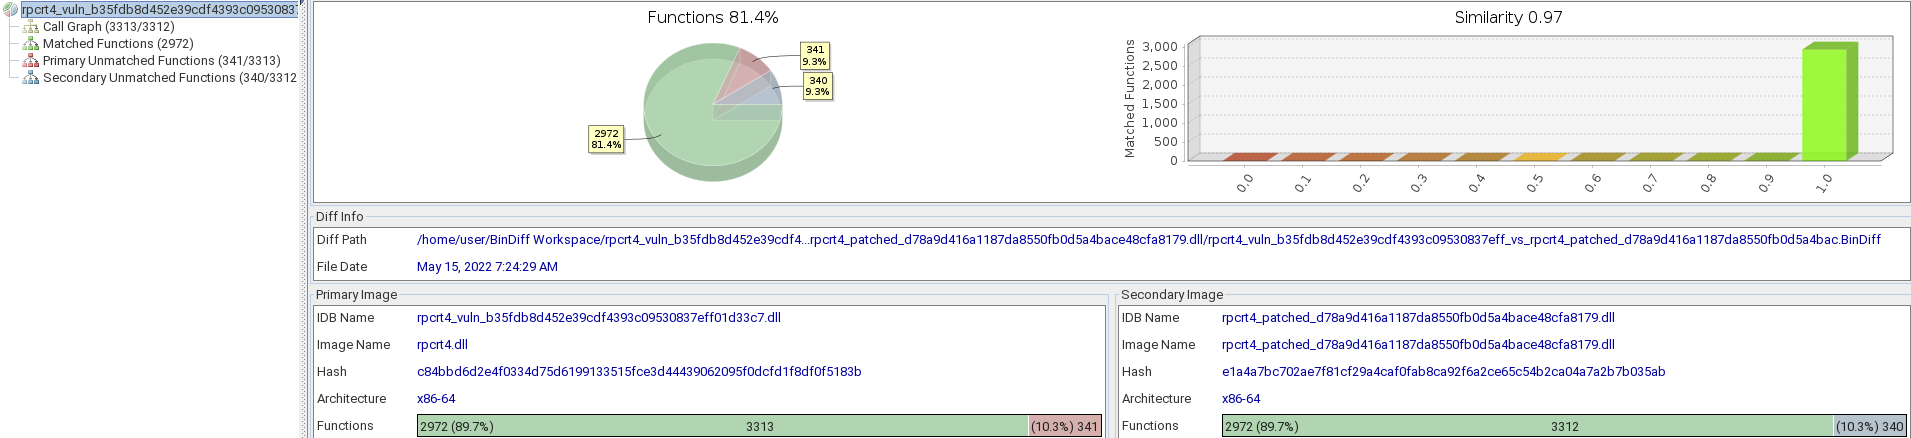 rpcrt4_vuln_b35fdb8d452e39cdf4393c09530837
Call Graph (3313/3312)
Matched Functions (2972)
Primary Unmatched Functions (341/3313)
Secondary Unmatched Functions (340/3312
Functions 81.4%
341
9.3%
340
9.3%
2972
81.4%
Similarity 0.97
Matched Functions
3,000
2,500
2,000
1,500
1,000
500
0
0.0
0.1
0.2
0.3
0.4
0.5
0.6
0.7
0.8
0.9
1.0
Diff Info
Diff Path /home/user/BinDiff Workspace/rpcrt4_vuln_b35fdb8d452e39cdf4...rpcrt4_patched_d78a9d416a1187da8550fb0d5a4bace48cfa8179.dll/rpcrt4_vuln_b35fdb8d452e39cdf4393c09530837eff_vs_rpcrt4_patched_d78a9d416a1187da8550fb0d5a4bac.BinDiff
File Date May 15, 2022 7:24:29 AM
Primary Image
IDB Name rpcrt4_vuln_b35fdb8d452e39cdf4393c09530837eff01d33c7.dll
Image Name rpcrt4.dll
Hash c84bbd6d2e4f0334d75d6199133515fce3d44439062095f0dcfd1f8df0f5183b
Architecture x86-64
Functions 2972 (89.7%) 3313 (10.3%) 341
Secondary Image
IDB Name rpcrt4_patched_d78a9d416a1187da8550fb0d5a4bace48cfa8179.dll
Image Name rpcrt4_patched_d78a9d416a1187da8550fb0d5a4bace48cfa8179.dll
Hash e1a4a7bc702ae7f81cf29a4caf0fab8ca92f6a2ce65c54b2ca04a7a2b7b035ab
Architecture x86-64
Functions 2972 (89.7%) 3312 (10.3%) 340